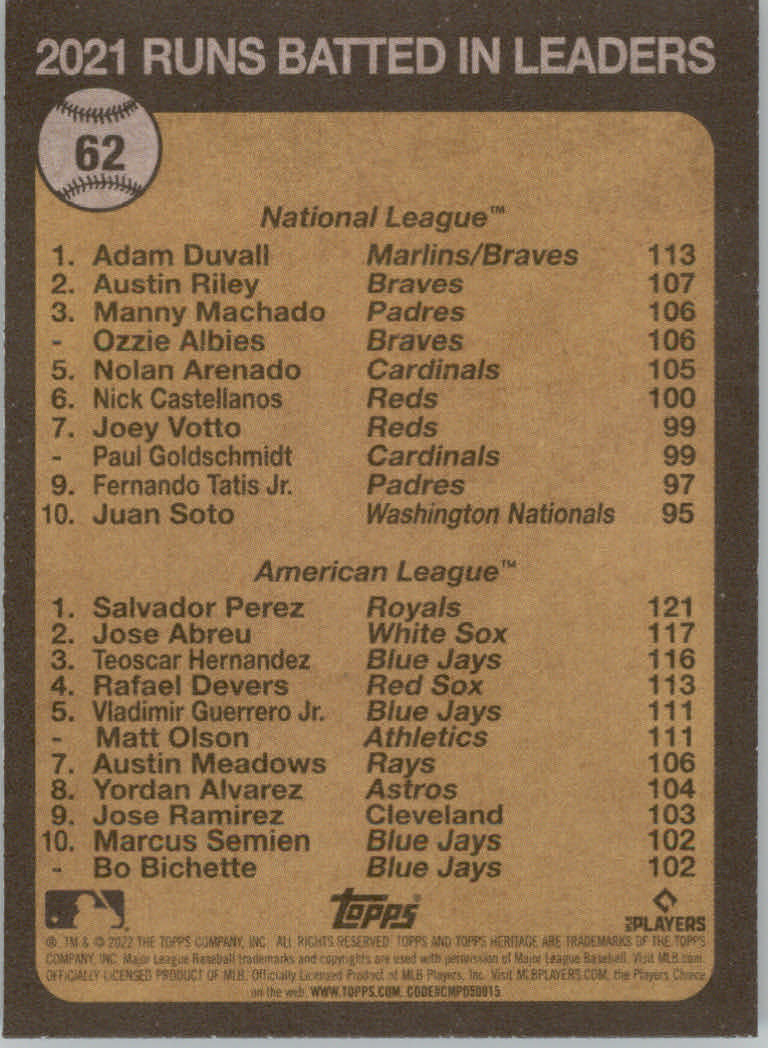 2021 RUNS BATTED IN LEADERS
62
National League™
1. Adam Duvall Marlins/Braves 113
2. Austin Riley Braves 107
3. Manny Machado Padres 106
- Ozzie Albies Braves 106
5. Nolan Arenado Cardinals 105
6. Nick Castellanos Reds 100
7. Joey Votto Reds 99
- Paul Goldschmidt Cardinals 99
9. Fernando Tatis Jr. Padres 97
10. Juan Soto Washington Nationals 95
American League™
1. Salvador Perez Royals 121
2. Jose Abreu White Sox 117
3. Teoscar Hernandez Blue Jays 116
4. Rafael Devers Red Sox 113
5. Vladimir Guerrero Jr. Blue Jays 111
- Matt Olson Athletics 111
7. Austin Meadows Rays 106
8. Yordan Alvarez Astros 104
9. Jose Ramirez Cleveland 103
10. Marcus Semien Blue Jays 102
- Bo Bichette Blue Jays 102
topps MLB PLAYERS
®, TM & © 2022 THE TOPPS COMPANY, INC. ALL RIGHTS RESERVED. TOPPS AND TOPPS HERITAGE ARE TRADEMARKS OF THE TOPPS
COMPANY, INC. Major League Baseball trademarks and copyrights are used with permission of Major League Baseball. Visit MLB.com.
OFFICIALLY LICENSED PRODUCT OF MLB. Officially Licensed Product of MLB Players, Inc. Visit MLBPLAYERS.COM, the Players Choice
on the web. WWW.TOPPS.COM. CODE#CMP050015